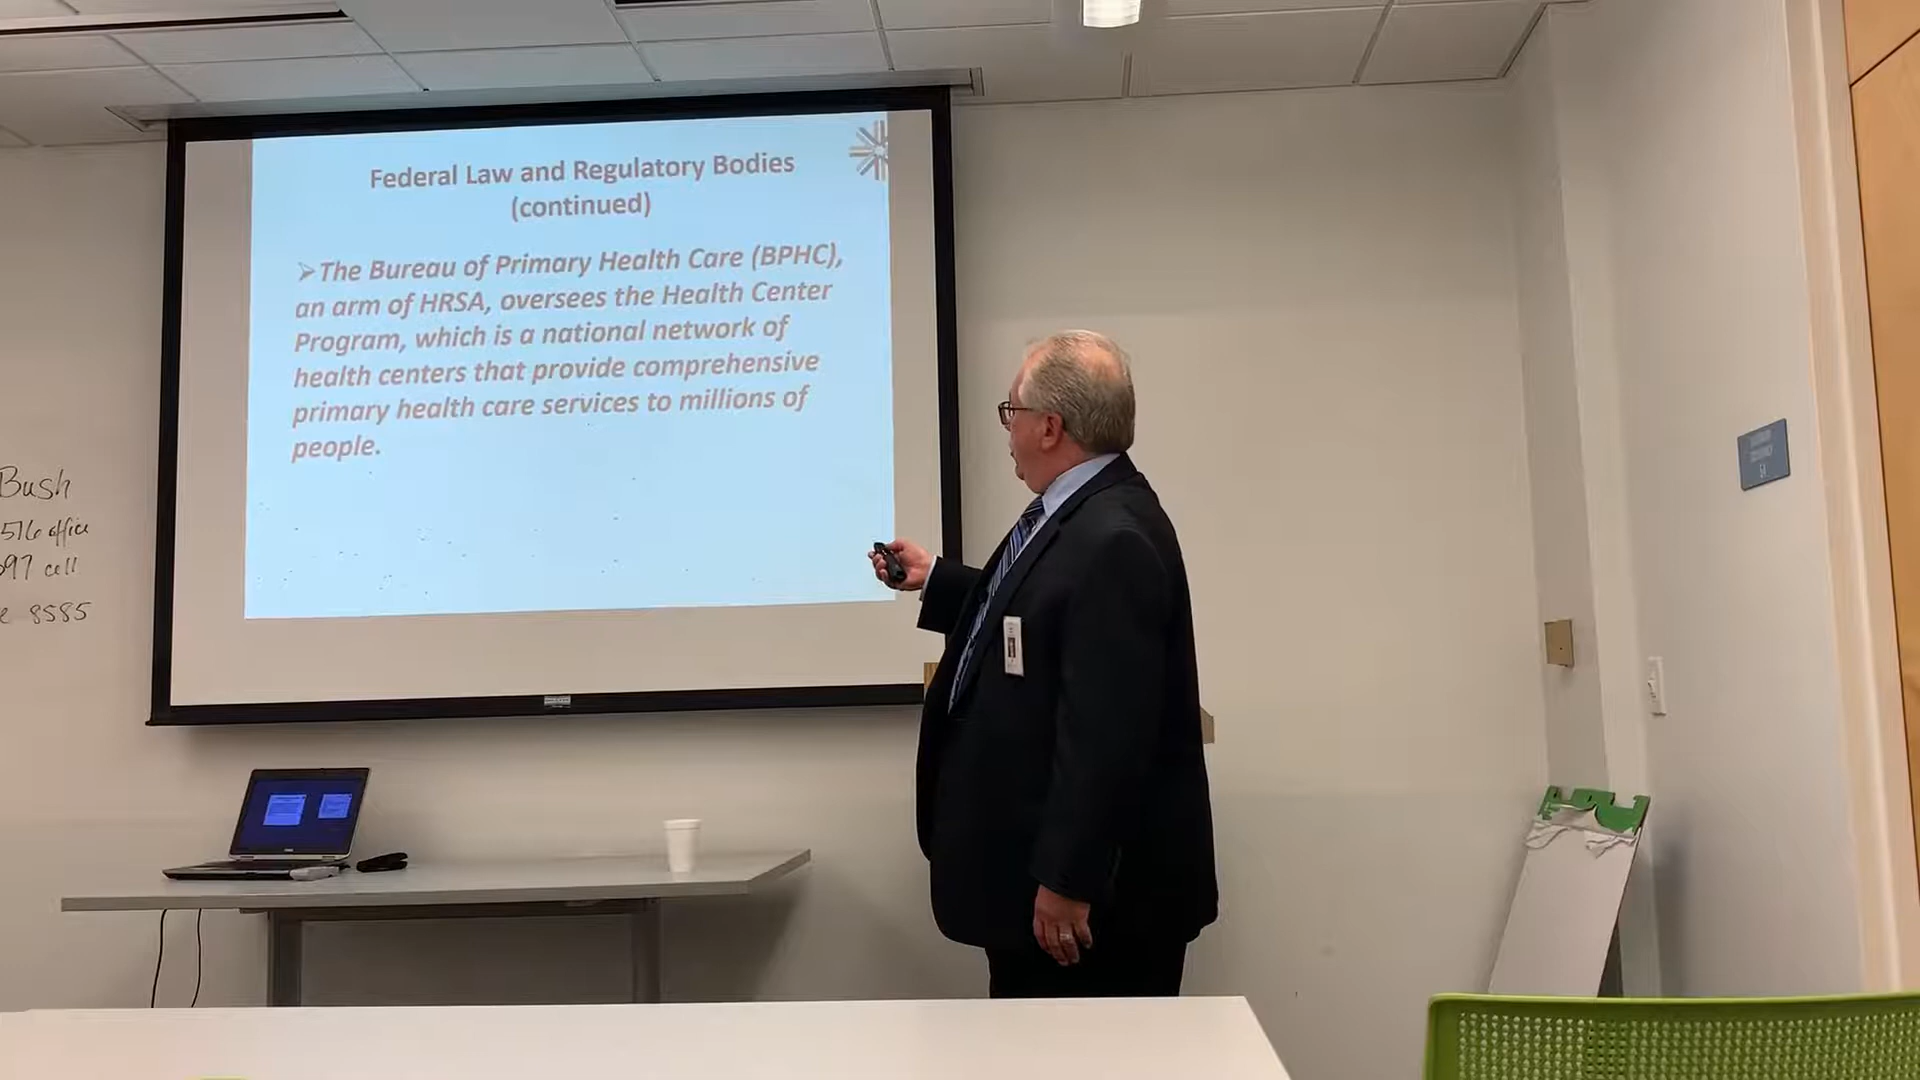 Federal Law and Regulatory Bodies
(continued)
➢The Bureau of Primary Health Care (BPHC),
an arm of HRSA, oversees the Health Center
Program, which is a national network of
health centers that provide comprehensive
primary health care services to millions of
people.
Bush
516 office
97 cell
8585